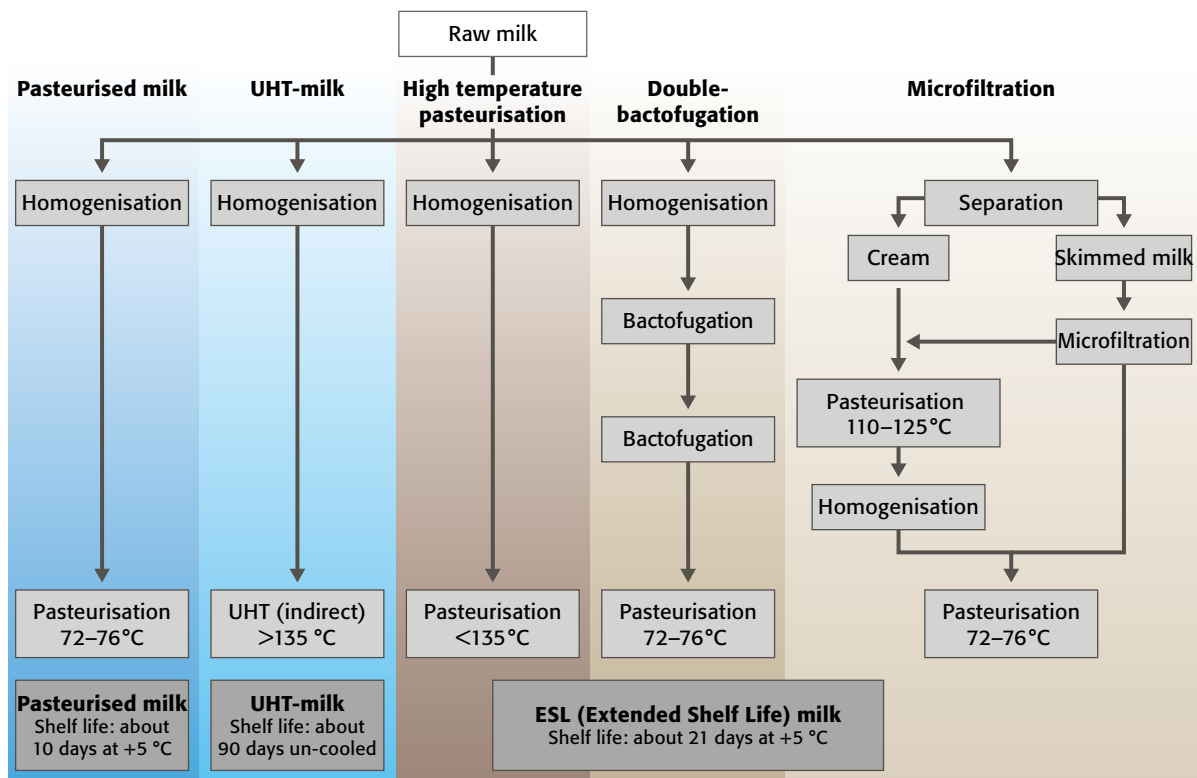 Raw milk
Pasteurised milk
UHT-milk
High temperature
pasteurisation
Double-
bactofugation
Microfiltration
Homogenisation
Homogenisation
Homogenisation
Homogenisation
Separation
Cream
Skimmed milk
Bactofugation
Microfiltration
Pasteurisation
110–125°C
Bactofugation
Homogenisation
Pasteurisation
72–76°C
UHT (indirect)
>135 °C
Pasteurisation
<135°C
Pasteurisation
72–76°C
Pasteurisation
72–76°C
Pasteurised milk
Shelf life: about
10 days at +5 °C
UHT-milk
Shelf life: about
90 days un-cooled
ESL (Extended Shelf Life) milk
Shelf life: about 21 days at +5 °C